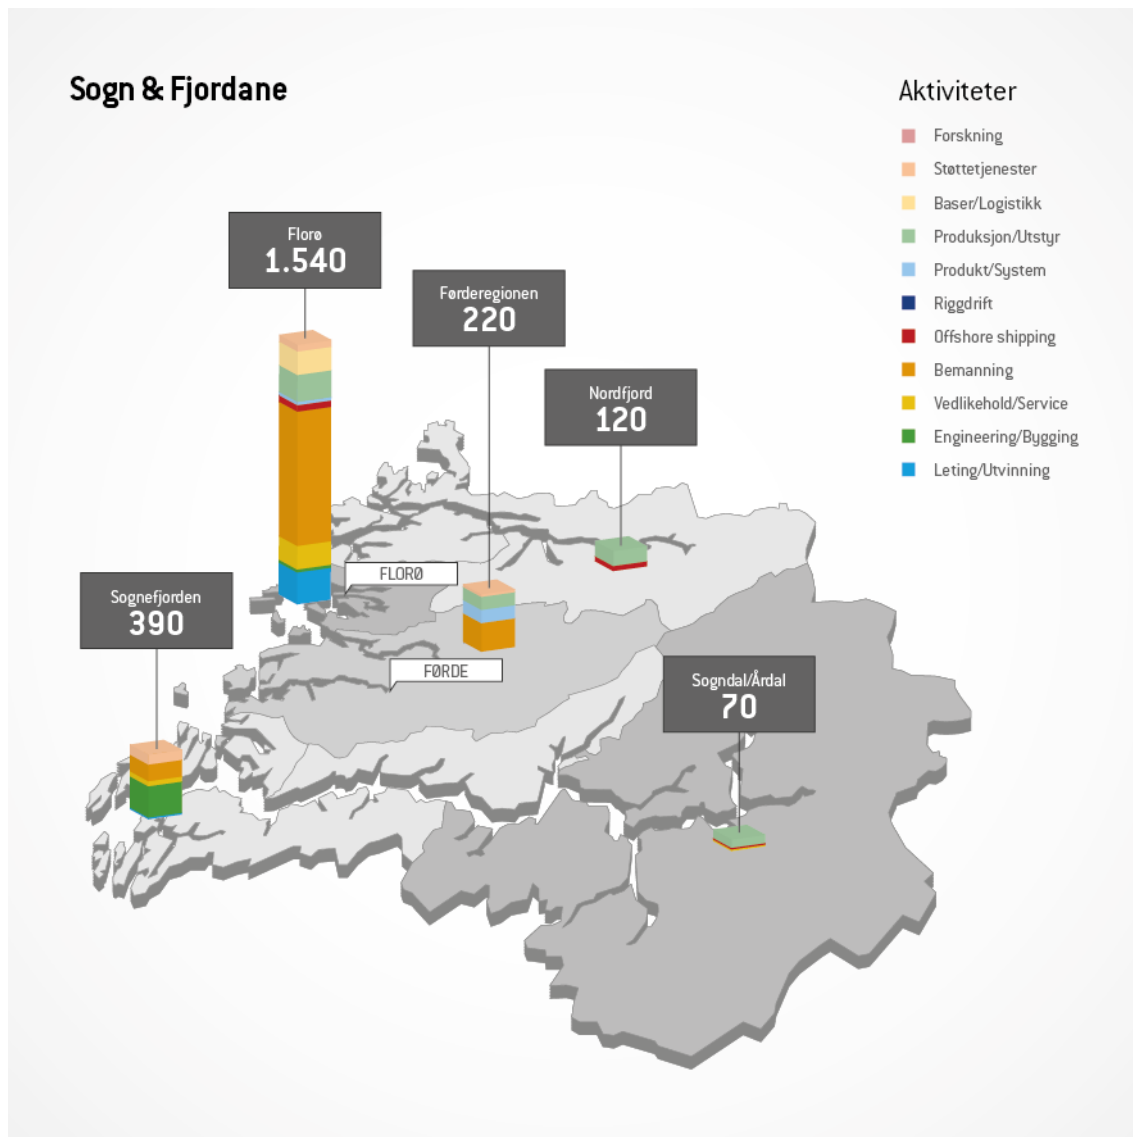 Sogn & Fjordane
Aktiviteter
Forskning
Støttetjenester
Baser/Logistikk
Produksjon/Utstyr
Produkt/System
Riggdrift
Offshore shipping
Bemanning
Vedlikehold/Service
Engineering/Bygging
Leting/Utvinning
Florø
1.540
Førderegionen
220
Nordfjord
120
FLORØ
Sognefjorden
390
FØRDE
Sogndal/Årdal
70